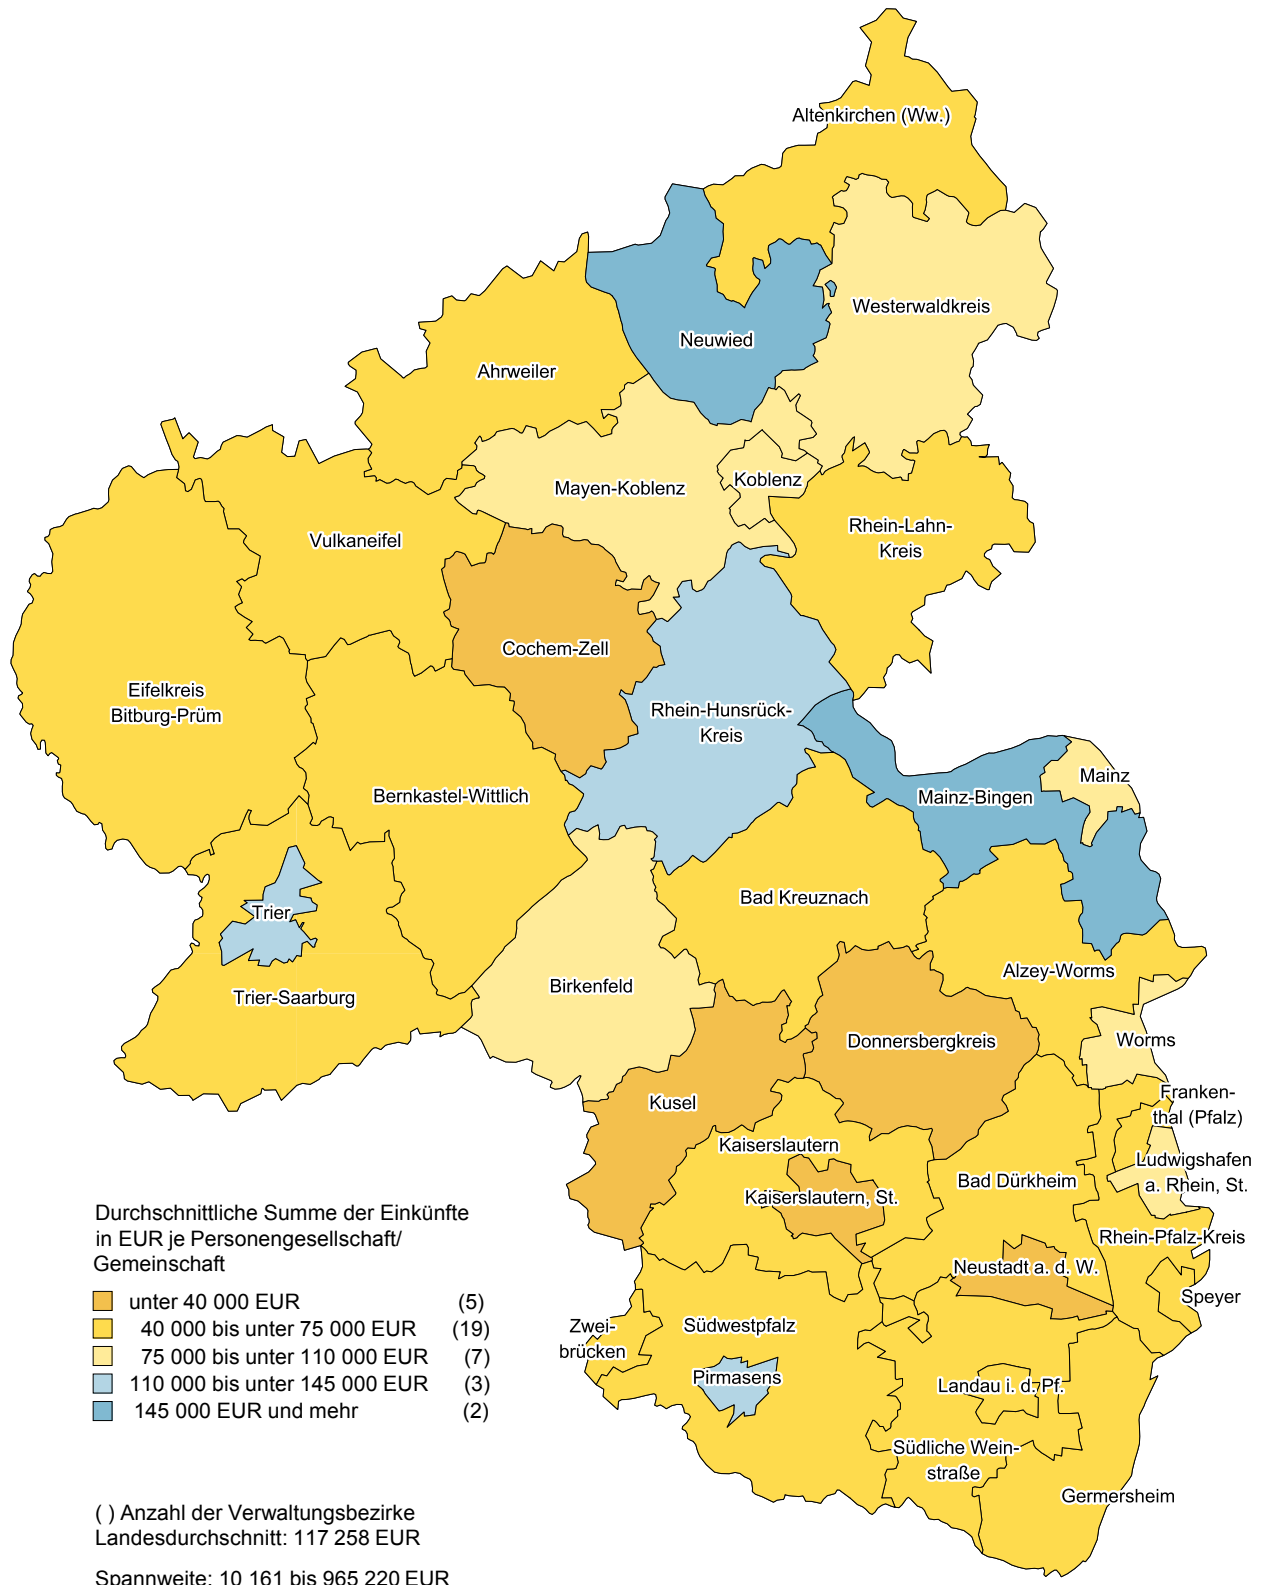 Altenkirchen (Ww.)
Westerwaldkreis
Neuwied
Ahrweiler
Koblenz
Mayen-Koblenz
Rhein-Lahn-
Kreis
Vulkaneifel
Cochem-Zell
Eifelkreis
Bitburg-Prüm
Rhein-Hunsrück-
Kreis
Mainz
Mainz-Bingen
Bernkastel-Wittlich
Bad Kreuznach
Trier
Alzey-Worms
Birkenfeld
Trier-Saarburg
Donnersbergkreis
Worms
Kusel
Franken-
thal (Pfalz)
Kaiserslautern
Ludwigshafen
a. Rhein, St.
Bad Dürkheim
Kaiserslautern, St.
Rhein-Pfalz-Kreis
Neustadt a. d. W.
Speyer
Zwei-
brücken
Südwestpfalz
Pirmasens
Landau i. d. Pf.
Südliche Wein-
straße
Germersheim
Durchschnittliche Summe der Einkünfte
in EUR je Personengesellschaft/
Gemeinschaft
unter 40 000 EUR (5)
40 000 bis unter 75 000 EUR (19)
75 000 bis unter 110 000 EUR (7)
110 000 bis unter 145 000 EUR (3)
145 000 EUR und mehr (2)
( ) Anzahl der Verwaltungsbezirke
Landesdurchschnitt: 117 258 EUR
Spannweite: 10 161 bis 965 220 EUR